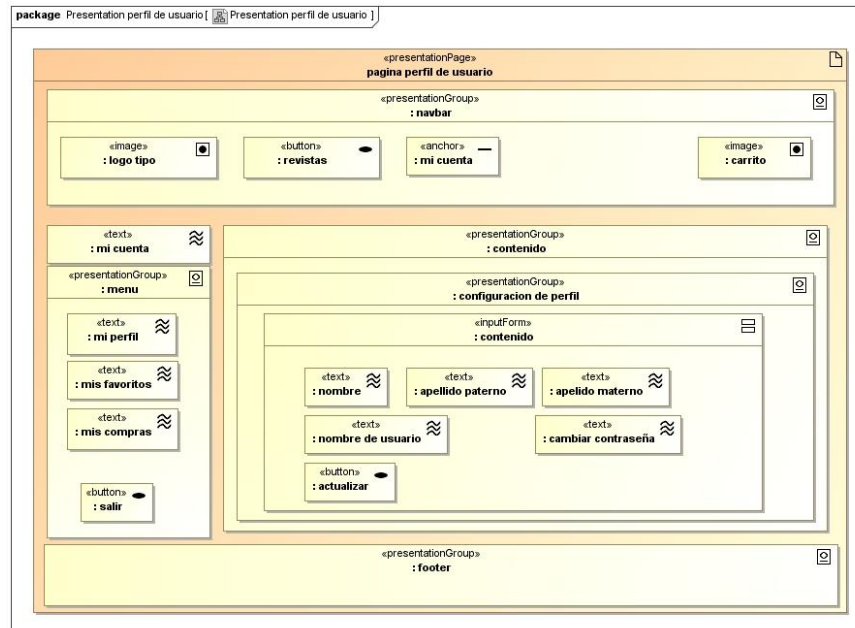 package Presentation perfil de usuario [ Presentation perfil de usuario ]
«presentationPage»
pagina perfil de usuario
«presentationGroup»
: navbar
«image»
: logo tipo
«button»
: revistas
«anchor»
: mi cuenta
«image»
: carrito
«text»
: mi cuenta
«presentationGroup»
: menu
«text»
: mi perfil
«text»
: mis favoritos
«text»
: mis compras
«button»
: salir
«presentationGroup»
: contenido
«presentationGroup»
: configuracion de perfil
«inputForm»
: contenido
«text»
: nombre
«text»
: apellido paterno
«text»
: apelido materno
«text»
: nombre de usuario
«text»
: cambiar contraseña
«button»
: actualizar
«presentationGroup»
: footer